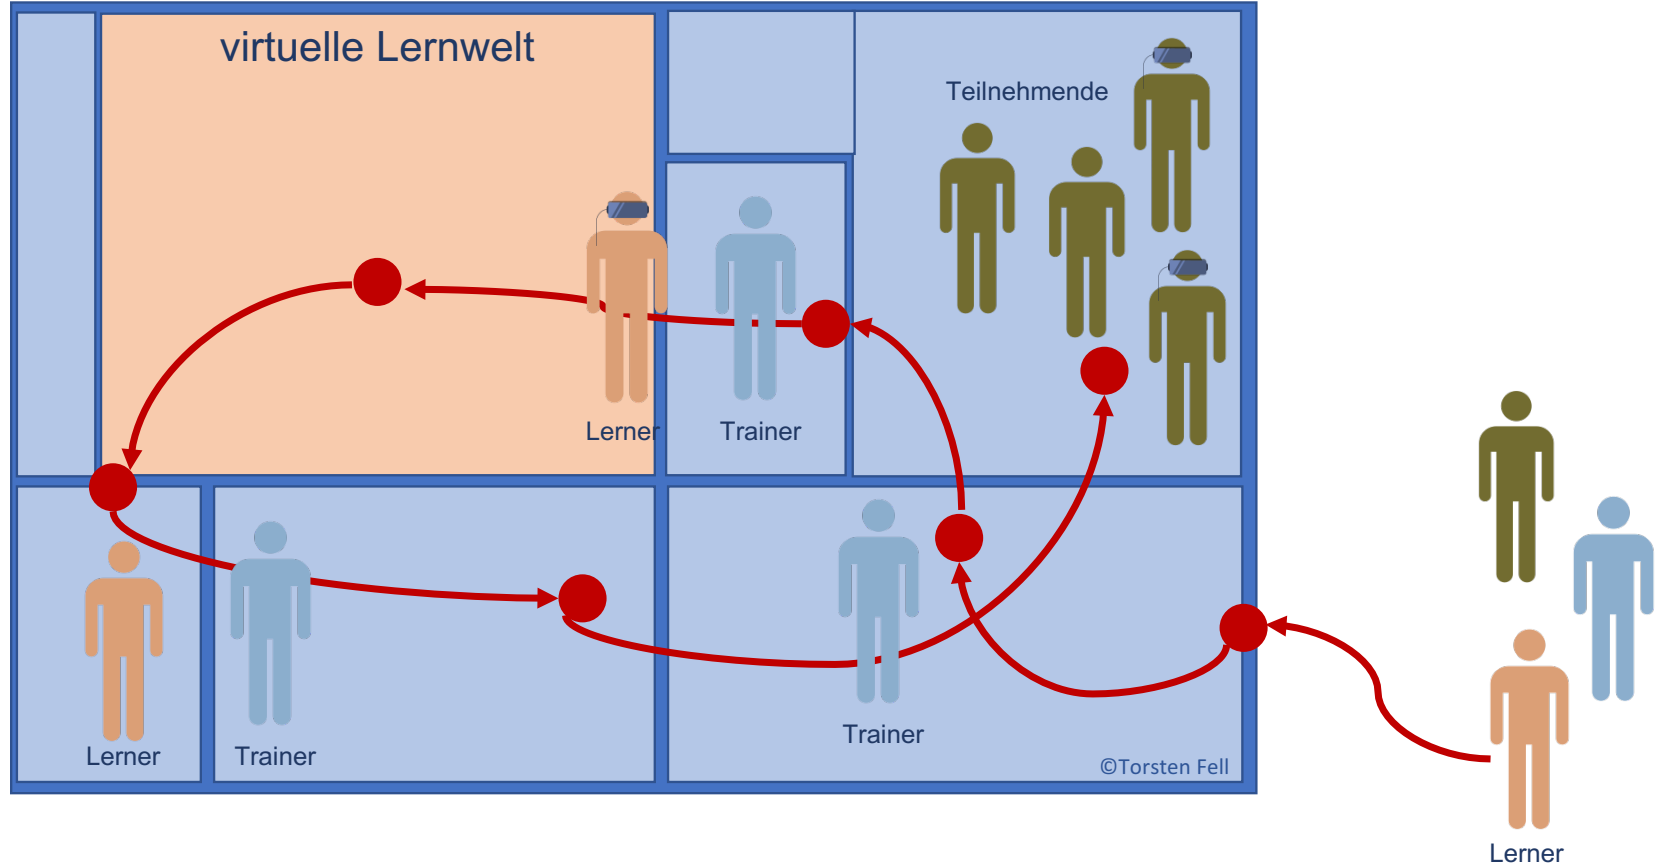 virtuelle Lernwelt
Teilnehmende
Lerner
Trainer
Trainer
Lerner
Trainer
©Torsten Fell
Lerner